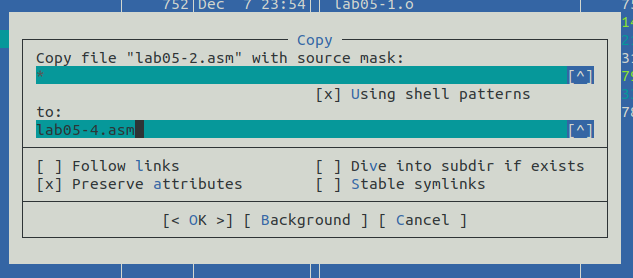 752 Dec 7 23:54 lab05-1.o
Copy
Copy file "lab05-2.asm" with source mask:
* [^]
[x] Using shell patterns
to:
lab05-4.asm [^]
[ ] Follow links [ ] Dive into subdir if exists
[x] Preserve attributes [ ] Stable symlinks
[< OK >] [ Background ] [ Cancel ]